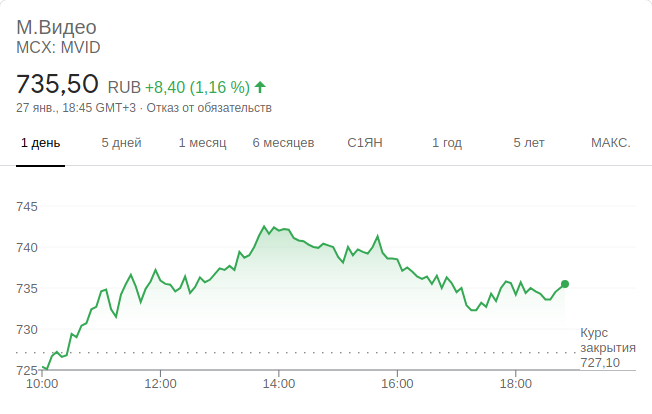 М.Видео
MCX: MVID
735,50 RUB +8,40 (1,16 %)
27 янв., 18:45 GMT+3 · Отказ от обязательств
1 день 5 дней 1 месяц 6 месяцев С1ЯН 1 год 5 лет МАКС.
745
740
735
730
725
Курс
закрытия
727,10
10:00 12:00 14:00 16:00 18:00